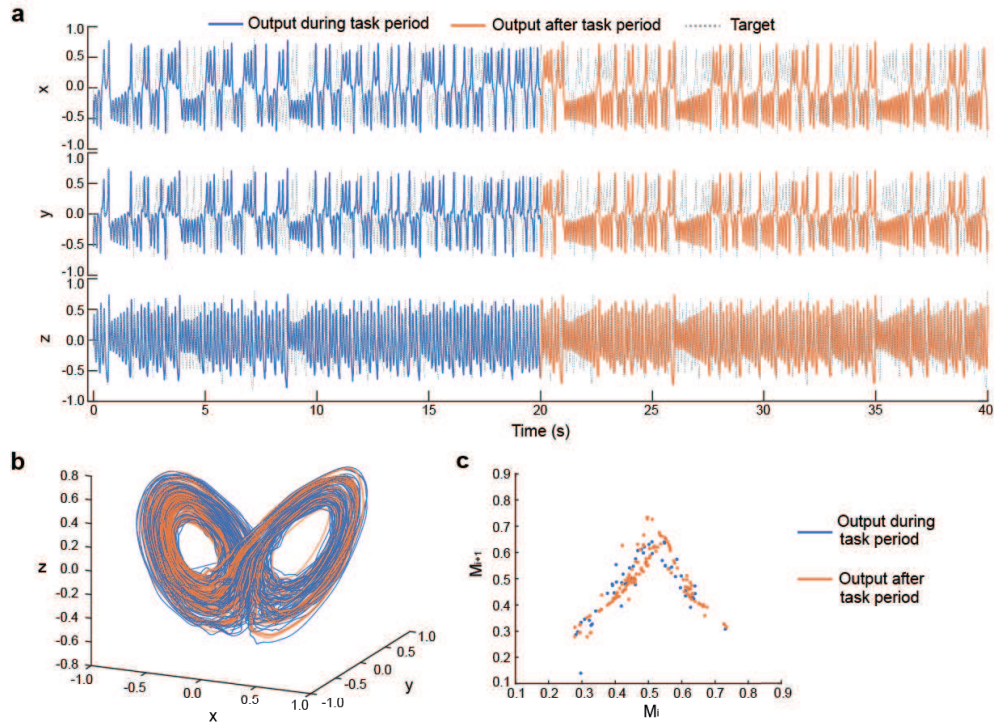 a
Output during task period
Output after task period
Target
1.0
0.5
0.0
-0.5
-1.0
x
1.0
0.5
0.0
-0.5
-1.0
y
1.0
0.5
0.0
-0.5
-1.0
z
0 5 10 15 20 25 30 35 40
Time (s)
b
0.8
0.6
0.4
0.2
0.0
-0.2
-0.4
-0.6
-0.8
z
-1.0 -0.5 0.0 0.5 1.0
x
-1.0 -0.5 0.0 0.5 1.0
y
c
0.9
0.8
0.7
0.6
0.5
0.4
0.3
0.2
0.1
Mi+1
0.1 0.2 0.3 0.4 0.5 0.6 0.7 0.8 0.9
Mi
Output during
task period
Output after
task period